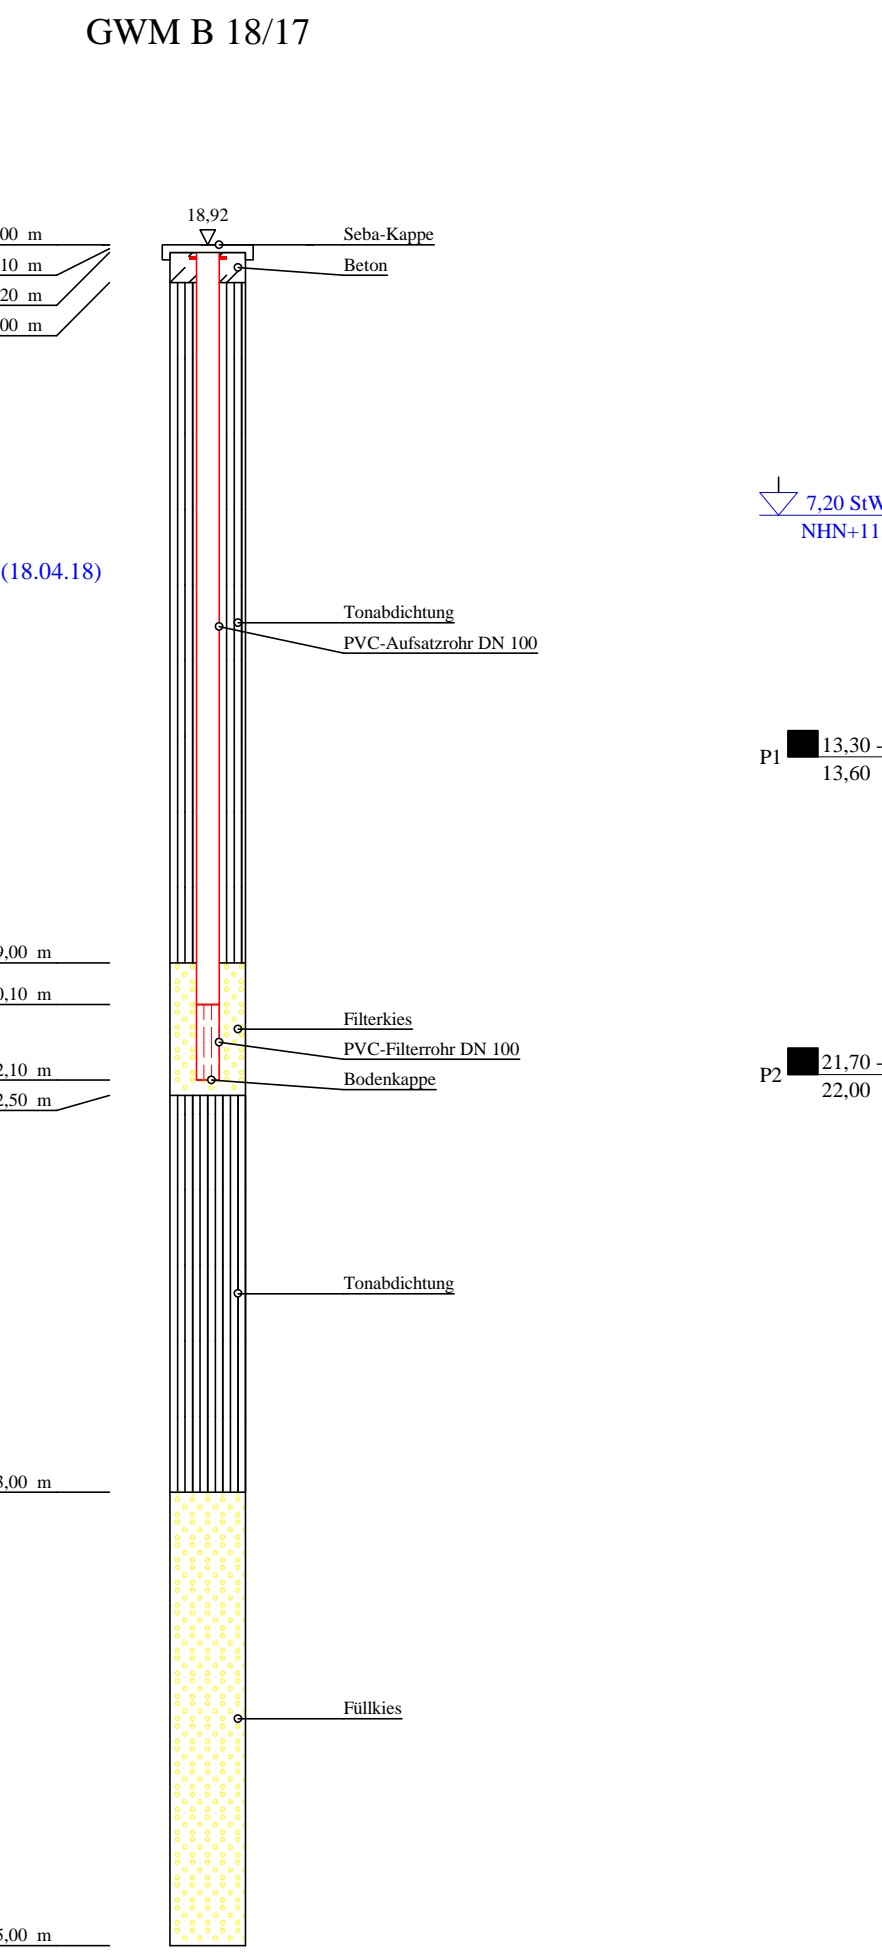 GWM B 18/17
18,92
00 m
Seba-Kappe
10 m
Beton
20 m
00 m
7,20 StW
NHN+11
(18.04.18)
Tonabdichtung
PVC-Aufsatzrohr DN 100
P1
13,30 -
13,60
9,00 m
0,10 m
Filterkies
PVC-Filterrohr DN 100
2,10 m
Bodenkappe
2,50 m
P2
21,70 -
22,00
Tonabdichtung
3,00 m
Füllkies
5,00 m